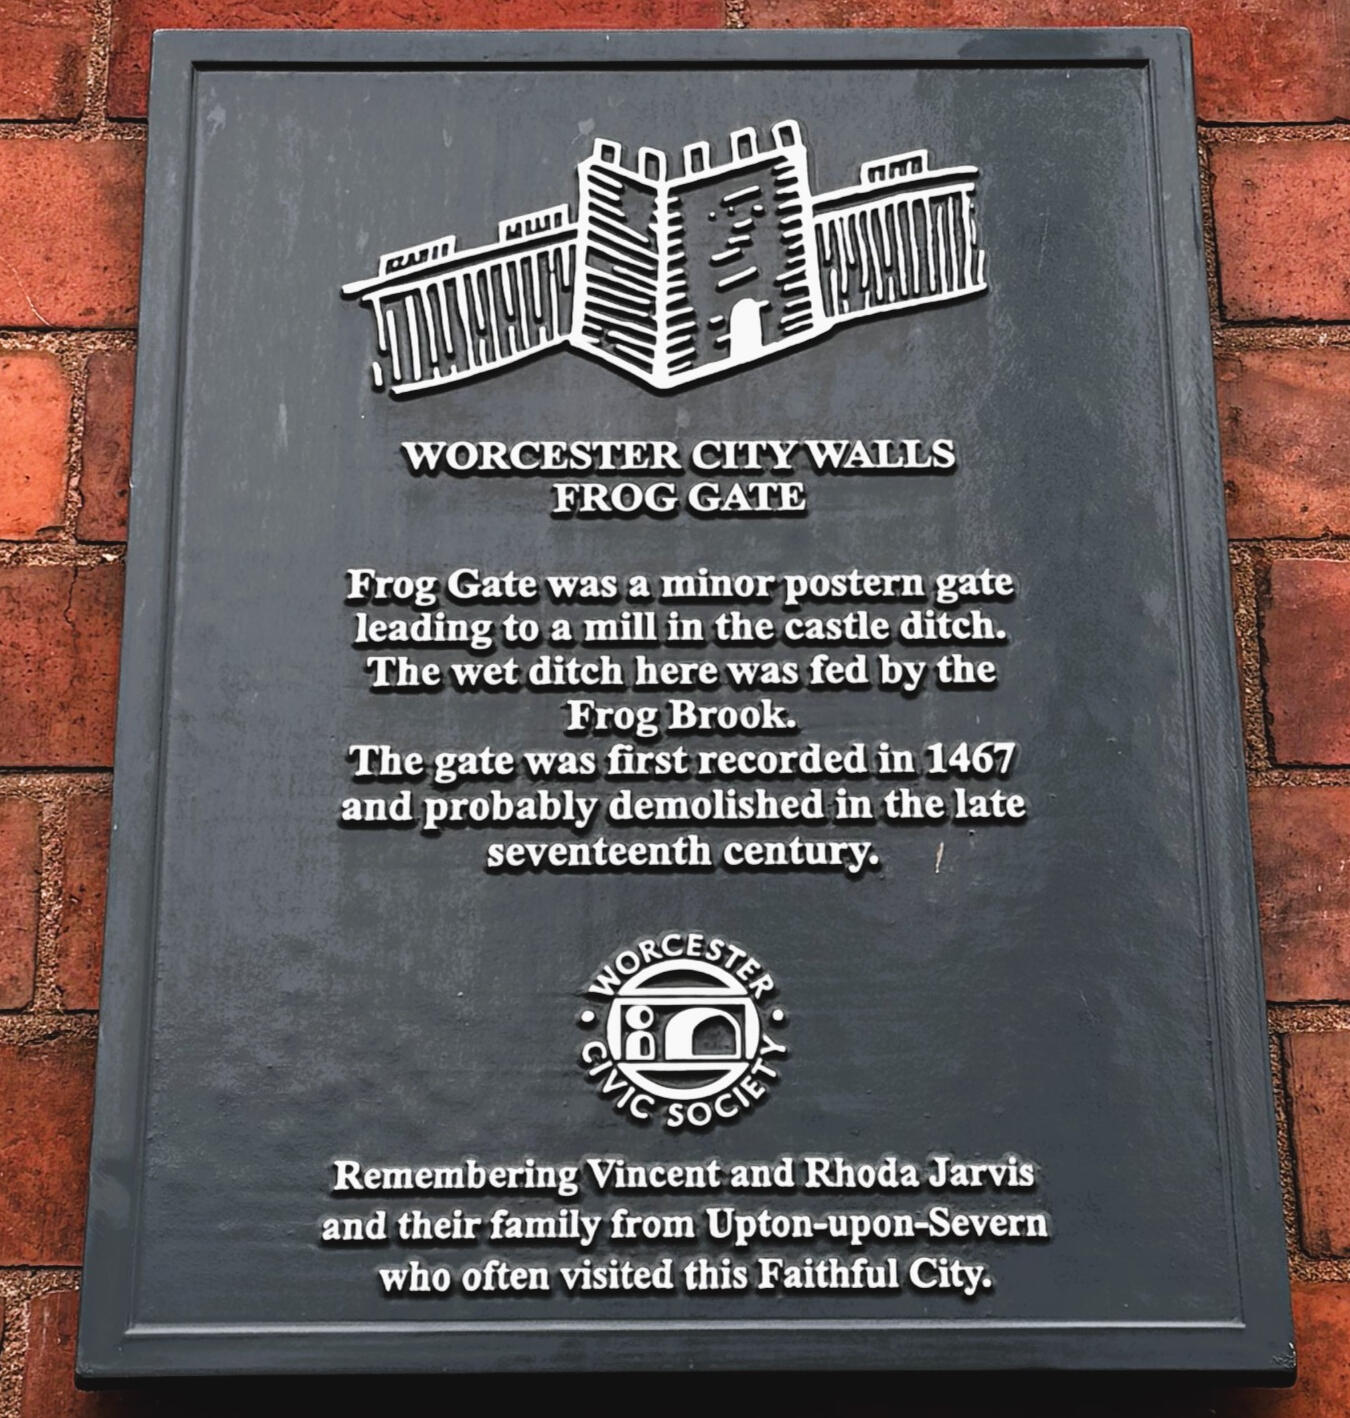 WORCESTER CITY WALLS
FROG GATE
Frog Gate was a minor postern gate
leading to a mill in the castle ditch.
The wet ditch here was fed by the
Frog Brook.
The gate was first recorded in 1467
and probably demolished in the late
seventeenth century.
WORCESTER
CIVIC SOCIETY
Remembering Vincent and Rhoda Jarvis
and their family from Upton-upon-Severn
who often visited this Faithful City.